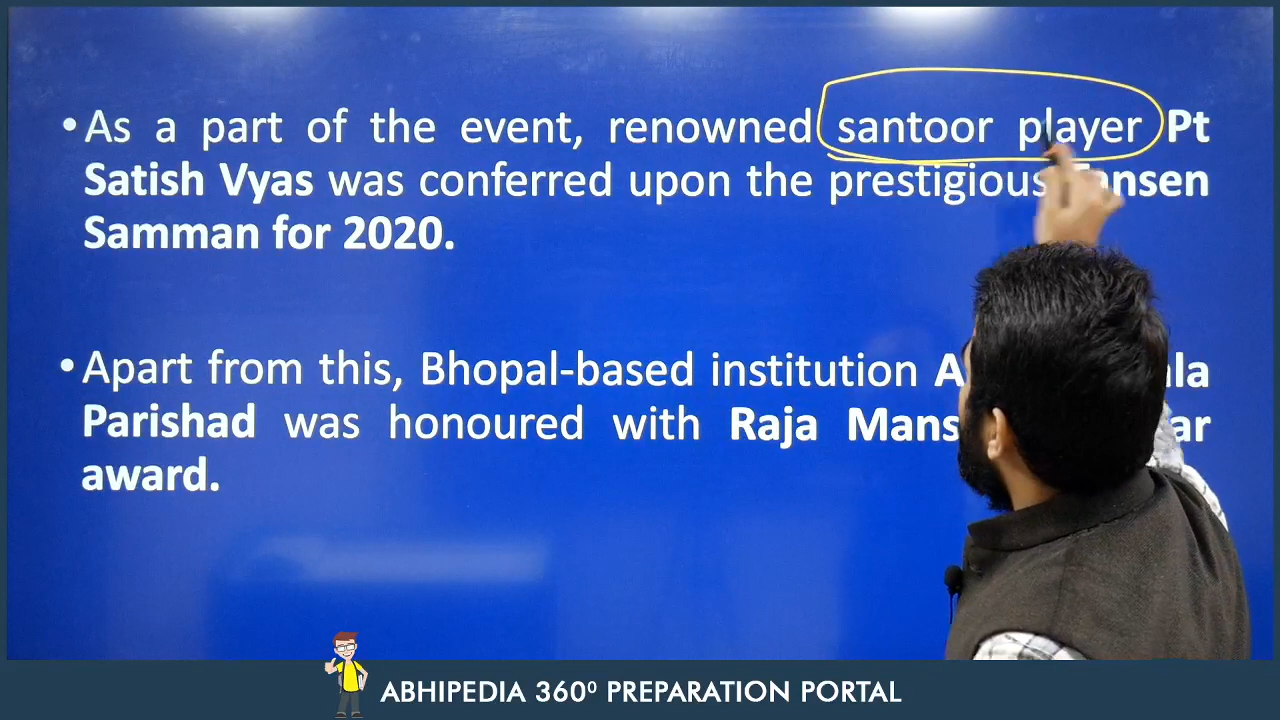 •As a part of the event, renowned santoor player Pt
Satish Vyas was conferred upon the prestigious Tansen
Samman for 2020.
•Apart from this, Bhopal-based institution
Parishad was honoured with Raja
award.
ABHIPEDIA 360⁰ PREPARATION PORTAL